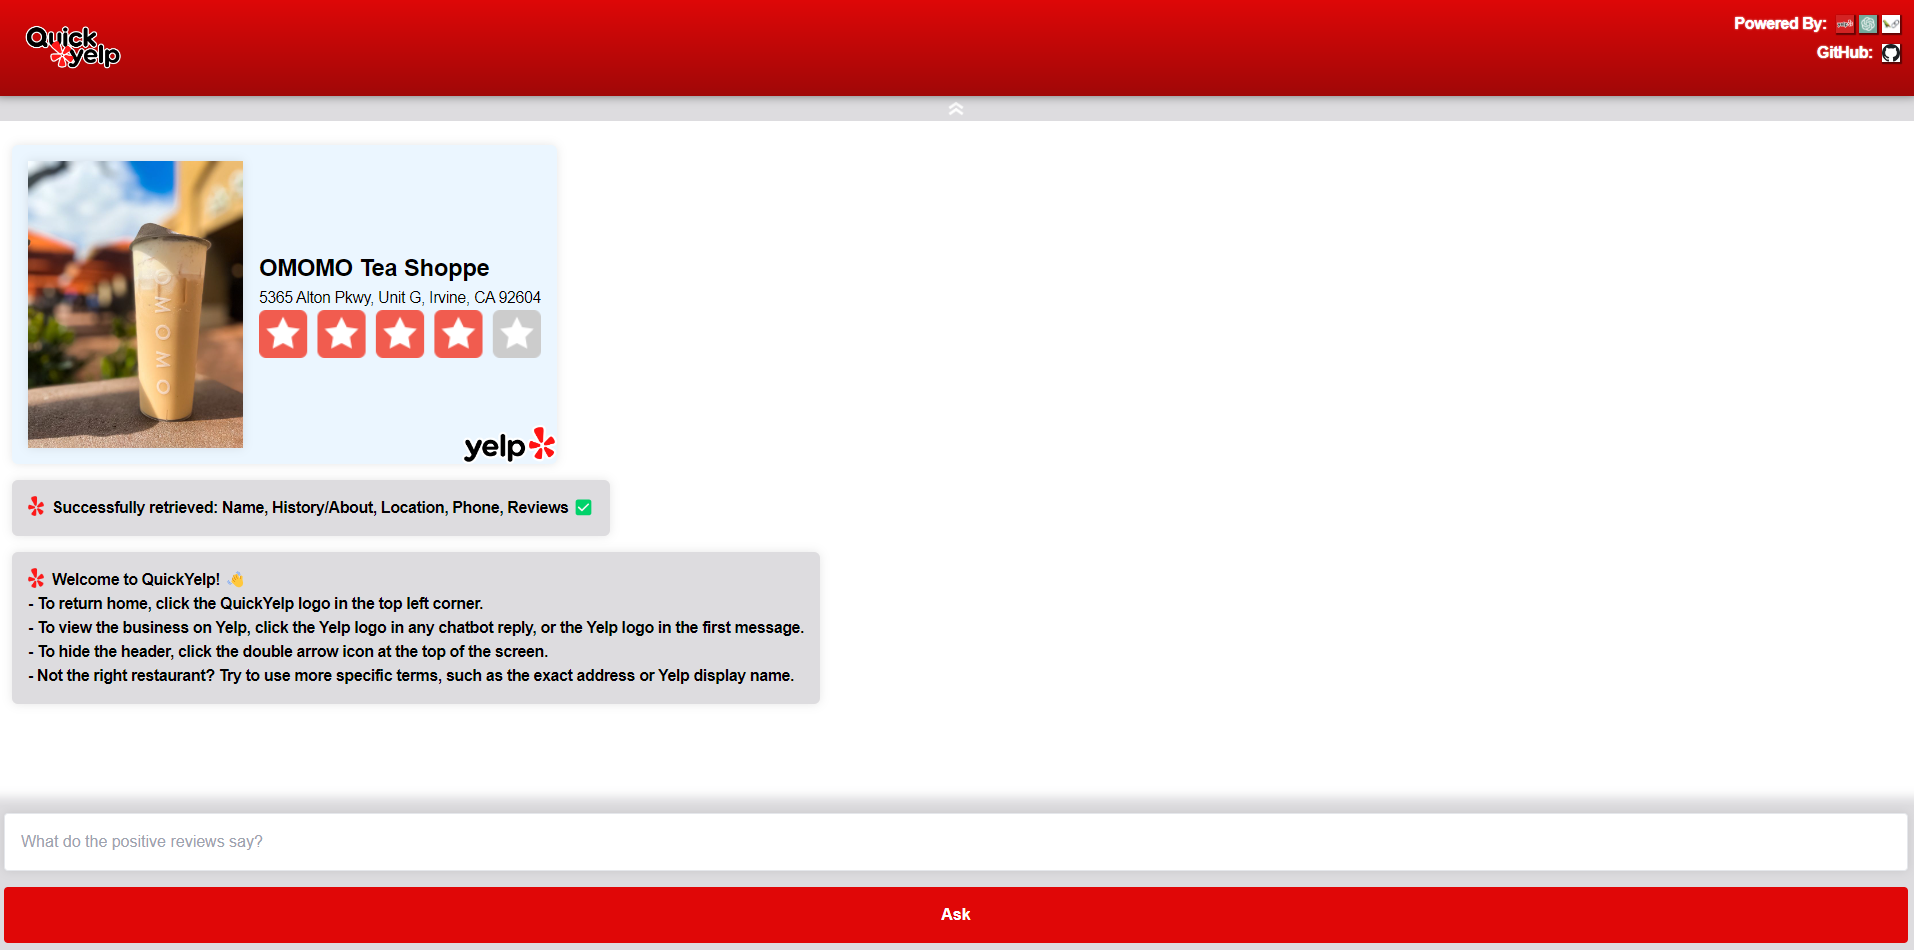 Quick
yelp
Powered By:
GitHub:
OMOMO
OMOMO Tea Shoppe
5365 Alton Pkwy, Unit G, Irvine, CA 92604
yelp
Successfully retrieved: Name, History/About, Location, Phone, Reviews ✅
Welcome to QuickYelp! 👋
- To return home, click the QuickYelp logo in the top left corner.
- To view the business on Yelp, click the Yelp logo in any chatbot reply, or the Yelp logo in the first message.
- To hide the header, click the double arrow icon at the top of the screen.
- Not the right restaurant? Try to use more specific terms, such as the exact address or Yelp display name.
What do the positive reviews say?
Ask